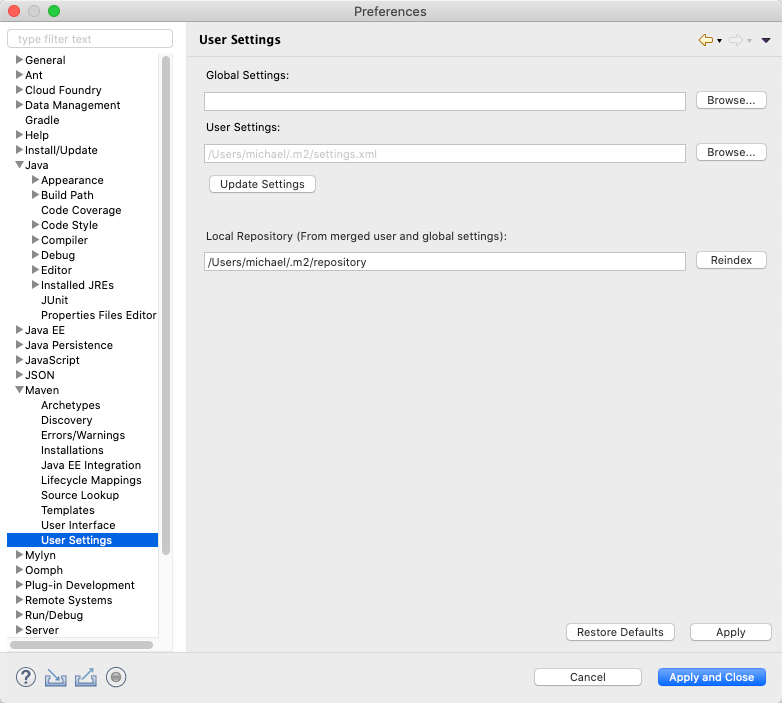 Preferences
type filter text
General
Ant
Cloud Foundry
Data Management
Gradle
Help
Install/Update
Java
Appearance
Build Path
Code Coverage
Code Style
Compiler
Debug
Editor
Installed JREs
JUnit
Properties Files Editor
Java EE
Java Persistence
JavaScript
JSON
Maven
Archetypes
Discovery
Errors/Warnings
Installations
Java EE Integration
Lifecycle Mappings
Source Lookup
Templates
User Interface
User Settings
Mylyn
Oomph
Plug-in Development
Remote Systems
Run/Debug
Server
User Settings
Global Settings:
Browse...
User Settings:
/Users/michael/.m2/settings.xml
Browse...
Update Settings
Local Repository (From merged user and global settings):
/Users/michael/.m2/repository
Reindex
Restore Defaults
Apply
?
Cancel
Apply and Close